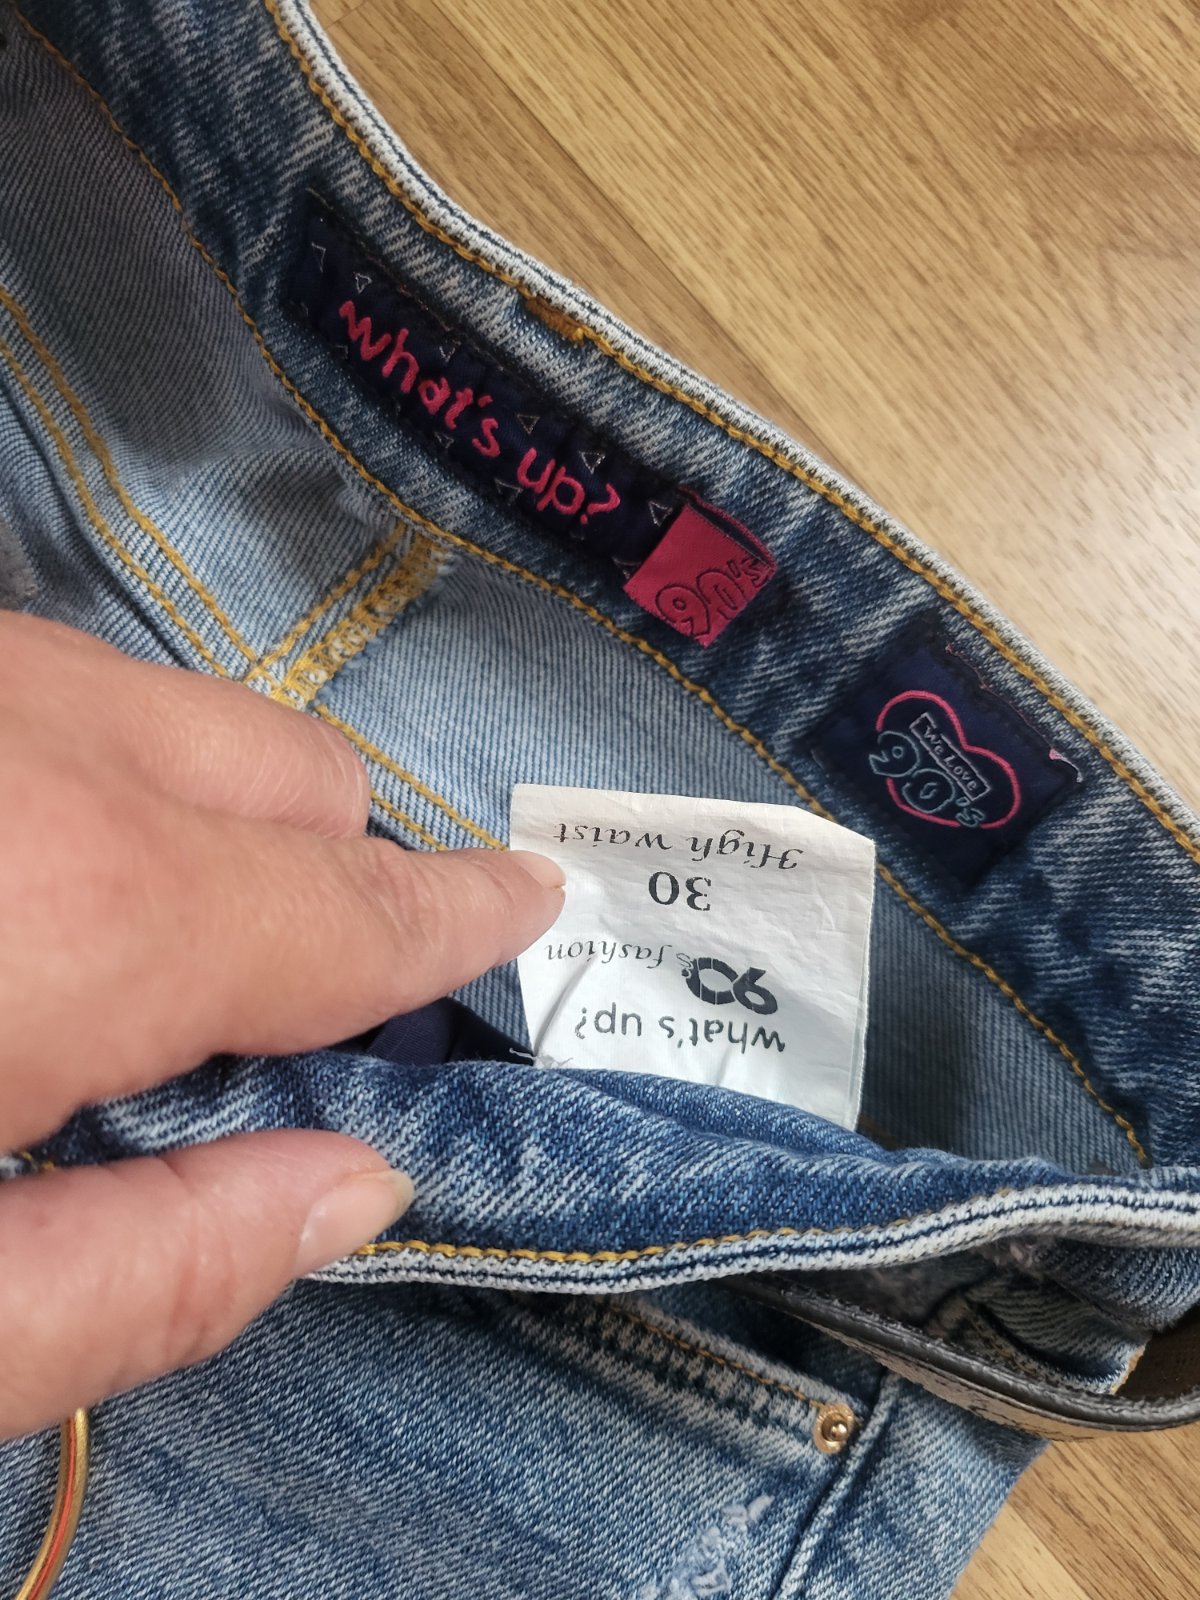 what's up?
90's
We Love
90's
what's up?
90's fashion
30
High waist